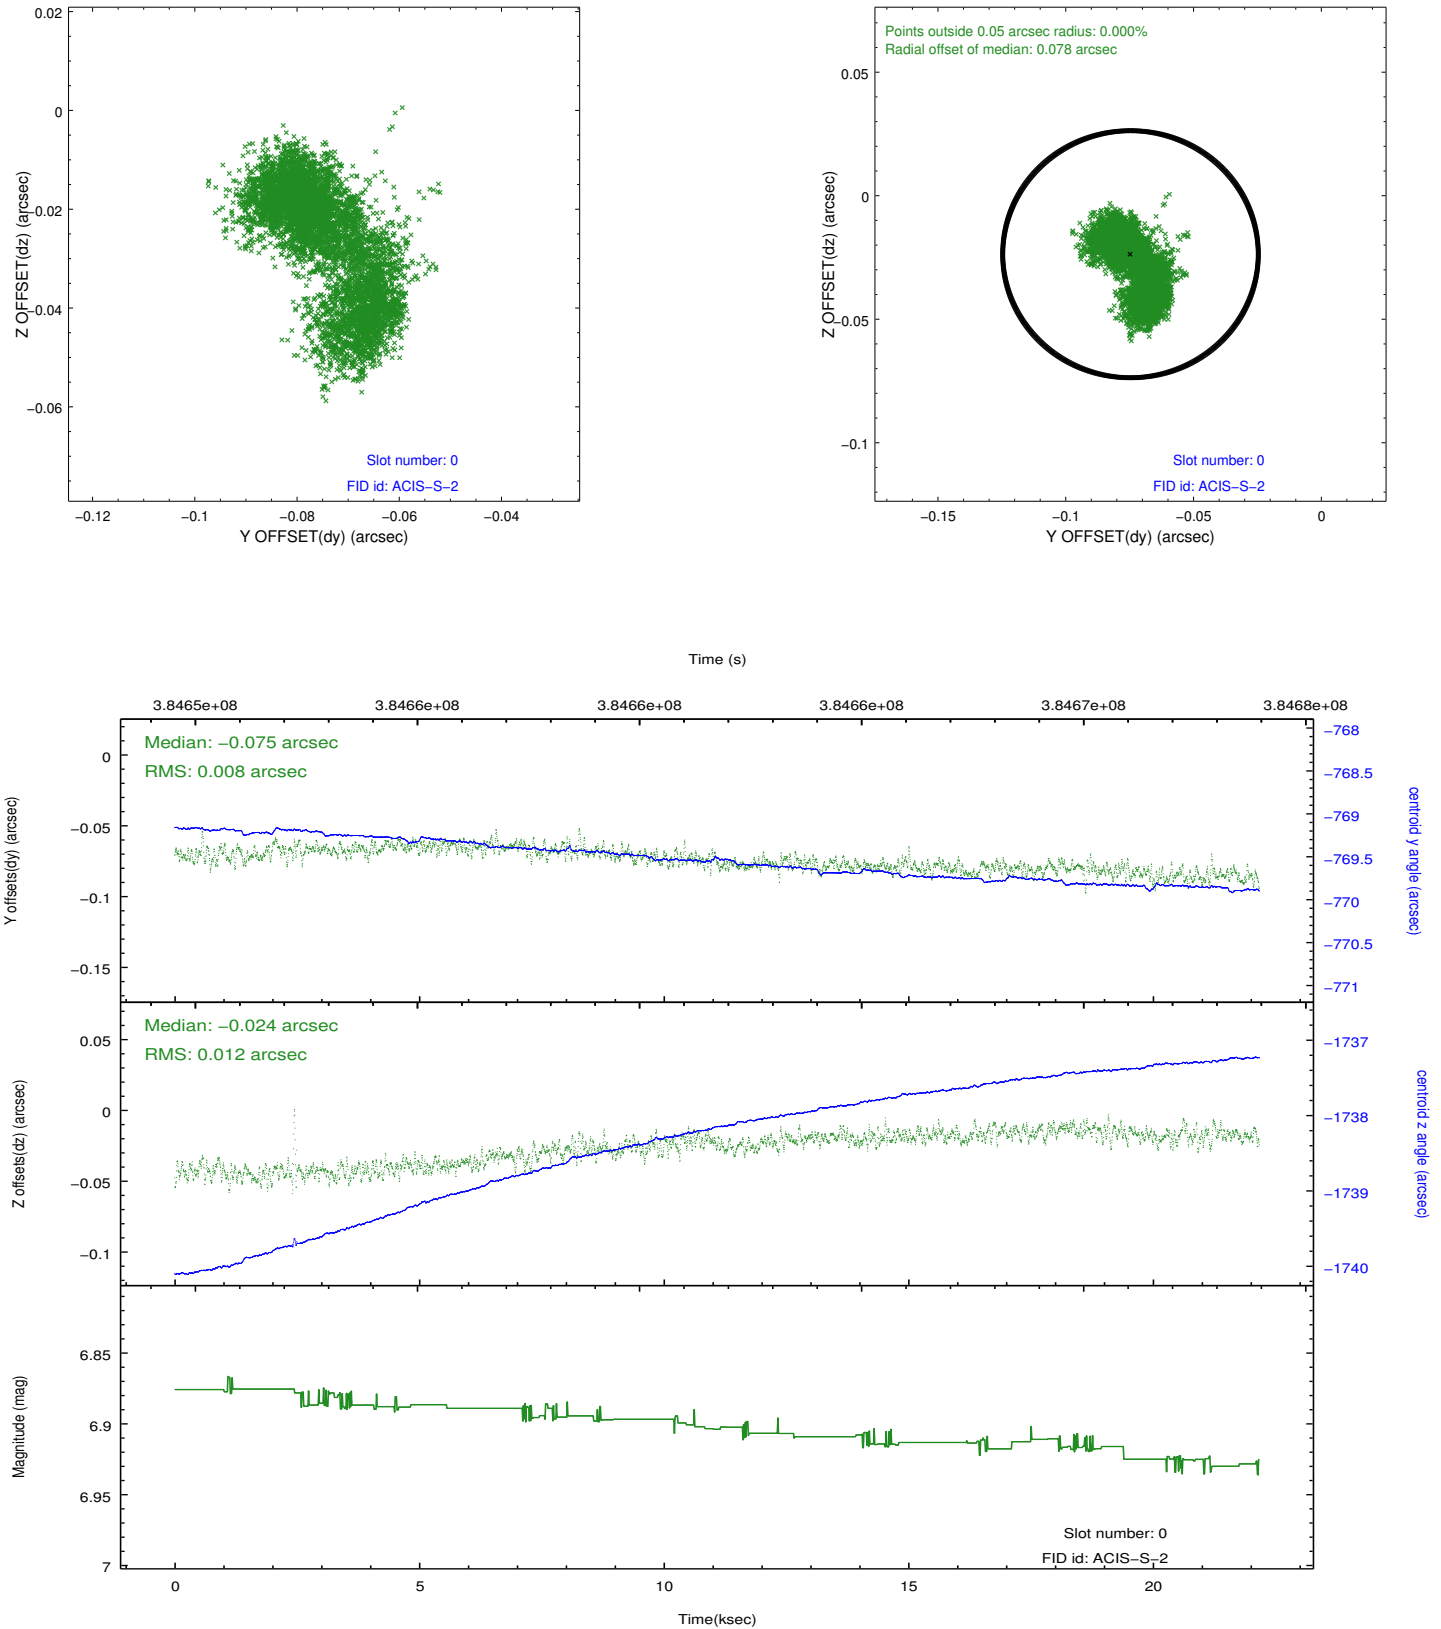 0.02
0
−0.02
−0.04
−0.06
Z OFFSET(dz) (arcsec)
Slot number: 0
FID id: ACIS−S−2
−0.12
−0.1
−0.08
−0.06
−0.04
Y OFFSET(dy) (arcsec)
Points outside 0.05 arcsec radius: 0.000%
Radial offset of median: 0.078 arcsec
0.05
0
−0.05
−0.1
Z OFFSET(dz) (arcsec)
Slot number: 0
FID id: ACIS−S−2
−0.15
−0.1
−0.05
0
Y OFFSET(dy) (arcsec)
Time (s)
3.8465e+08
3.8466e+08
3.8466e+08
3.8466e+08
3.8467e+08
3.8468e+08
Median: −0.075 arcsec
RMS: 0.008 arcsec
0
−0.05
−0.1
−0.15
Y offsets(dy) (arcsec)
−768
−768.5
−769
−769.5
−770
−770.5
−771
centroid y angle (arcsec)
Median: −0.024 arcsec
RMS: 0.012 arcsec
0.05
0
−0.05
−0.1
Z offsets(dz) (arcsec)
−1737
−1738
−1739
−1740
centroid z angle (arcsec)
6.85
6.9
6.95
7
Magnitude (mag)
Slot number: 0
FID id: ACIS−S−2
0
5
10
15
20
Time(ksec)